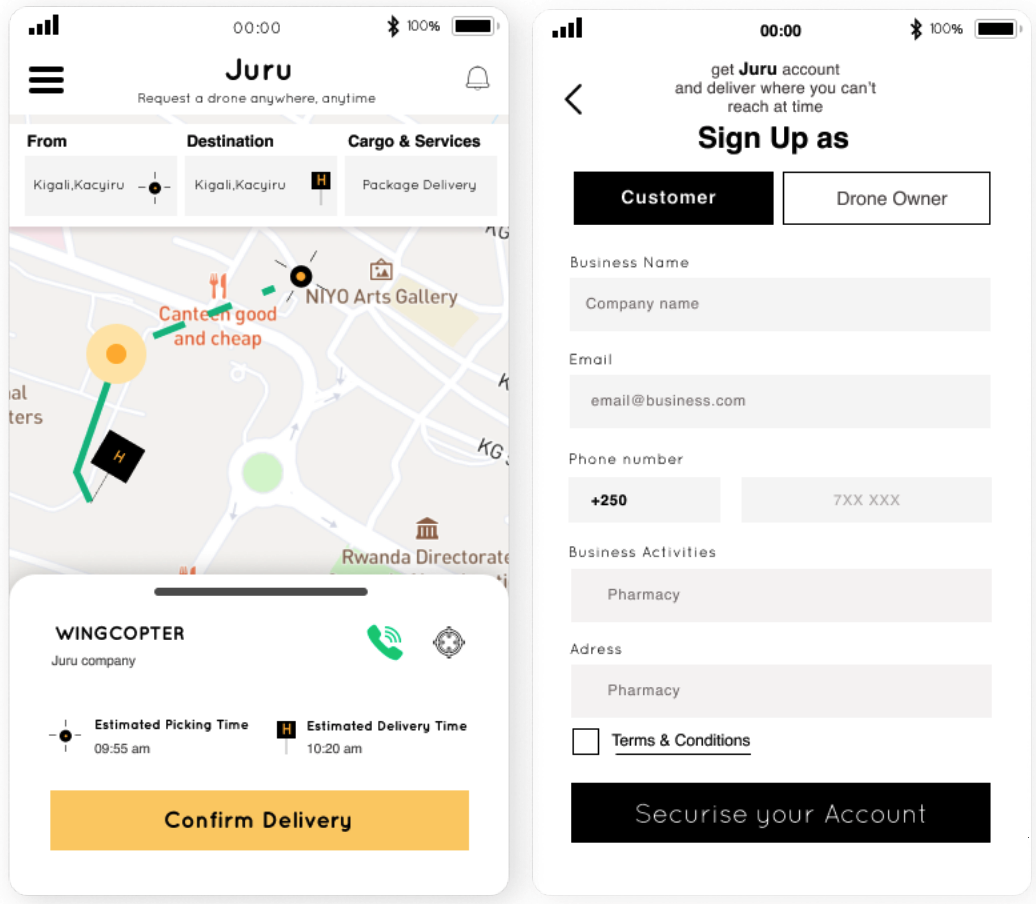 00:00
100%
Juru
Request a drone anywhere, anytime
From
Destination
Cargo & Services
Kigali,Kacyiru
Kigali,Kacyiru
H
Package Delivery
NIYO Arts Gallery
Canteen good
and cheap
H
KG
Rwanda Directorate
WINGCOPTER
Juru company
Estimated Picking Time
09:55 am
H
Estimated Delivery Time
10:20 am
Confirm Delivery
00:00
100%
get Juru account
and deliver where you can't
reach at time
Sign Up as
Customer
Drone Owner
Business Name
Company name
Email
email@business.com
Phone number
+250
7XX XXX
Business Activities
Pharmacy
Adress
Pharmacy
Terms & Conditions
Securise your Account